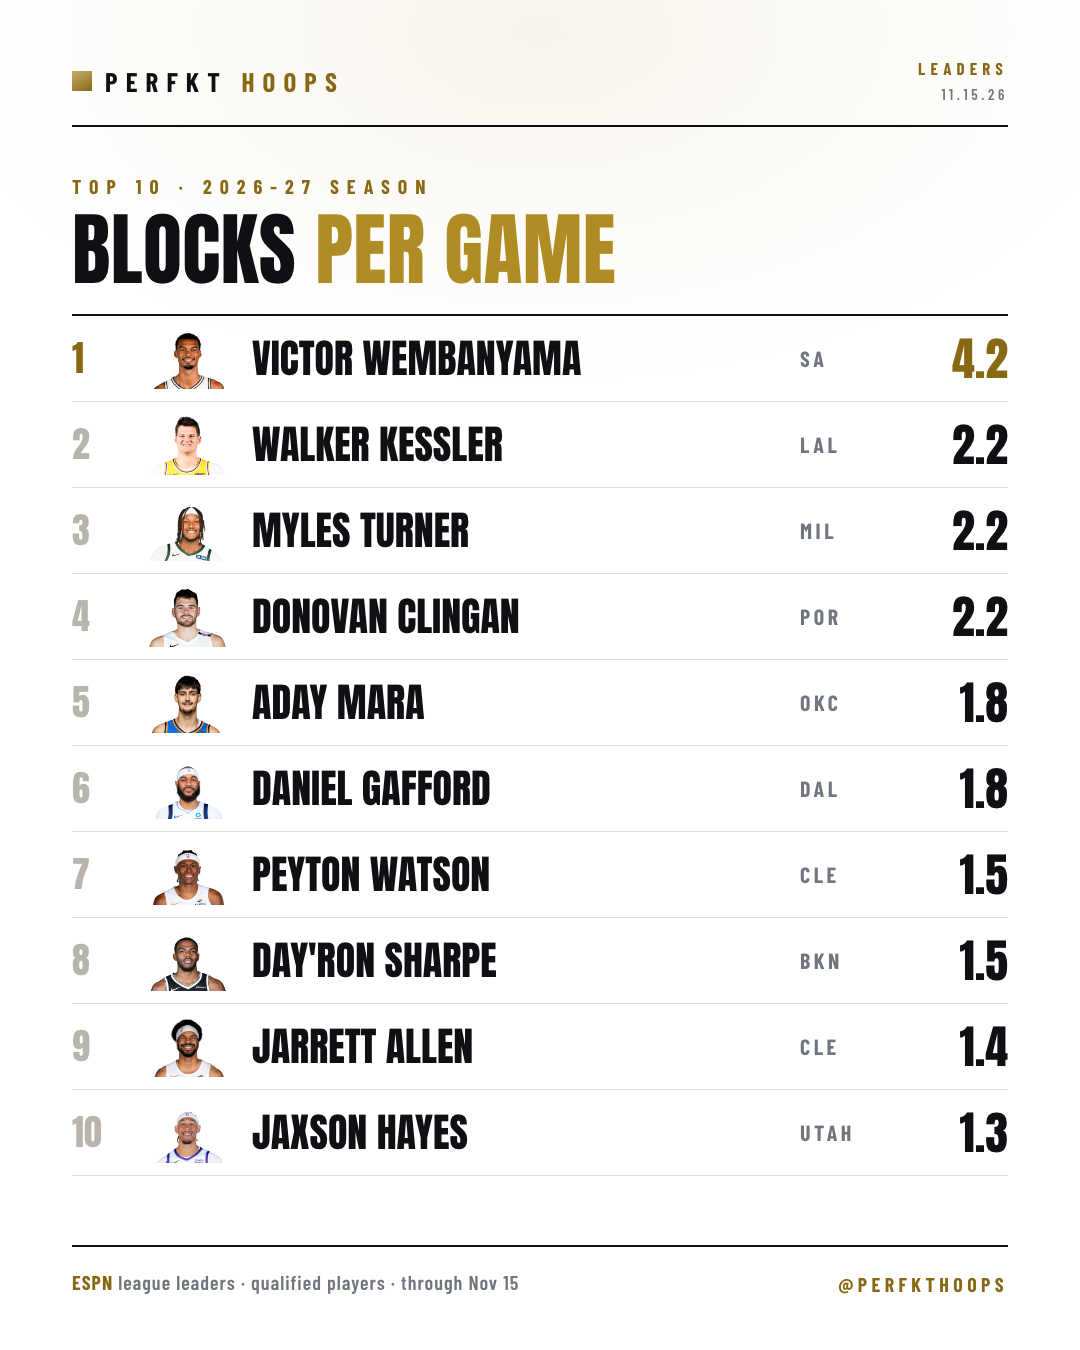 PERFKT HOOPS
LEADERS
11.15.26
TOP 10 · 2026-27 SEASON
BLOCKS PER GAME
1 VICTOR WEMBANYAMA SA 4.2
2 WALKER KESSLER LAL 2.2
3 MYLES TURNER MIL 2.2
4 DONOVAN CLINGAN POR 2.2
5 ADAY MARA OKC 1.8
6 DANIEL GAFFORD DAL 1.8
7 PEYTON WATSON CLE 1.5
8 DAY'RON SHARPE BKN 1.5
9 JARRETT ALLEN CLE 1.4
10 JAXSON HAYES UTAH 1.3
ESPN league leaders · qualified players · through Nov 15
@PERFKTHOOPS